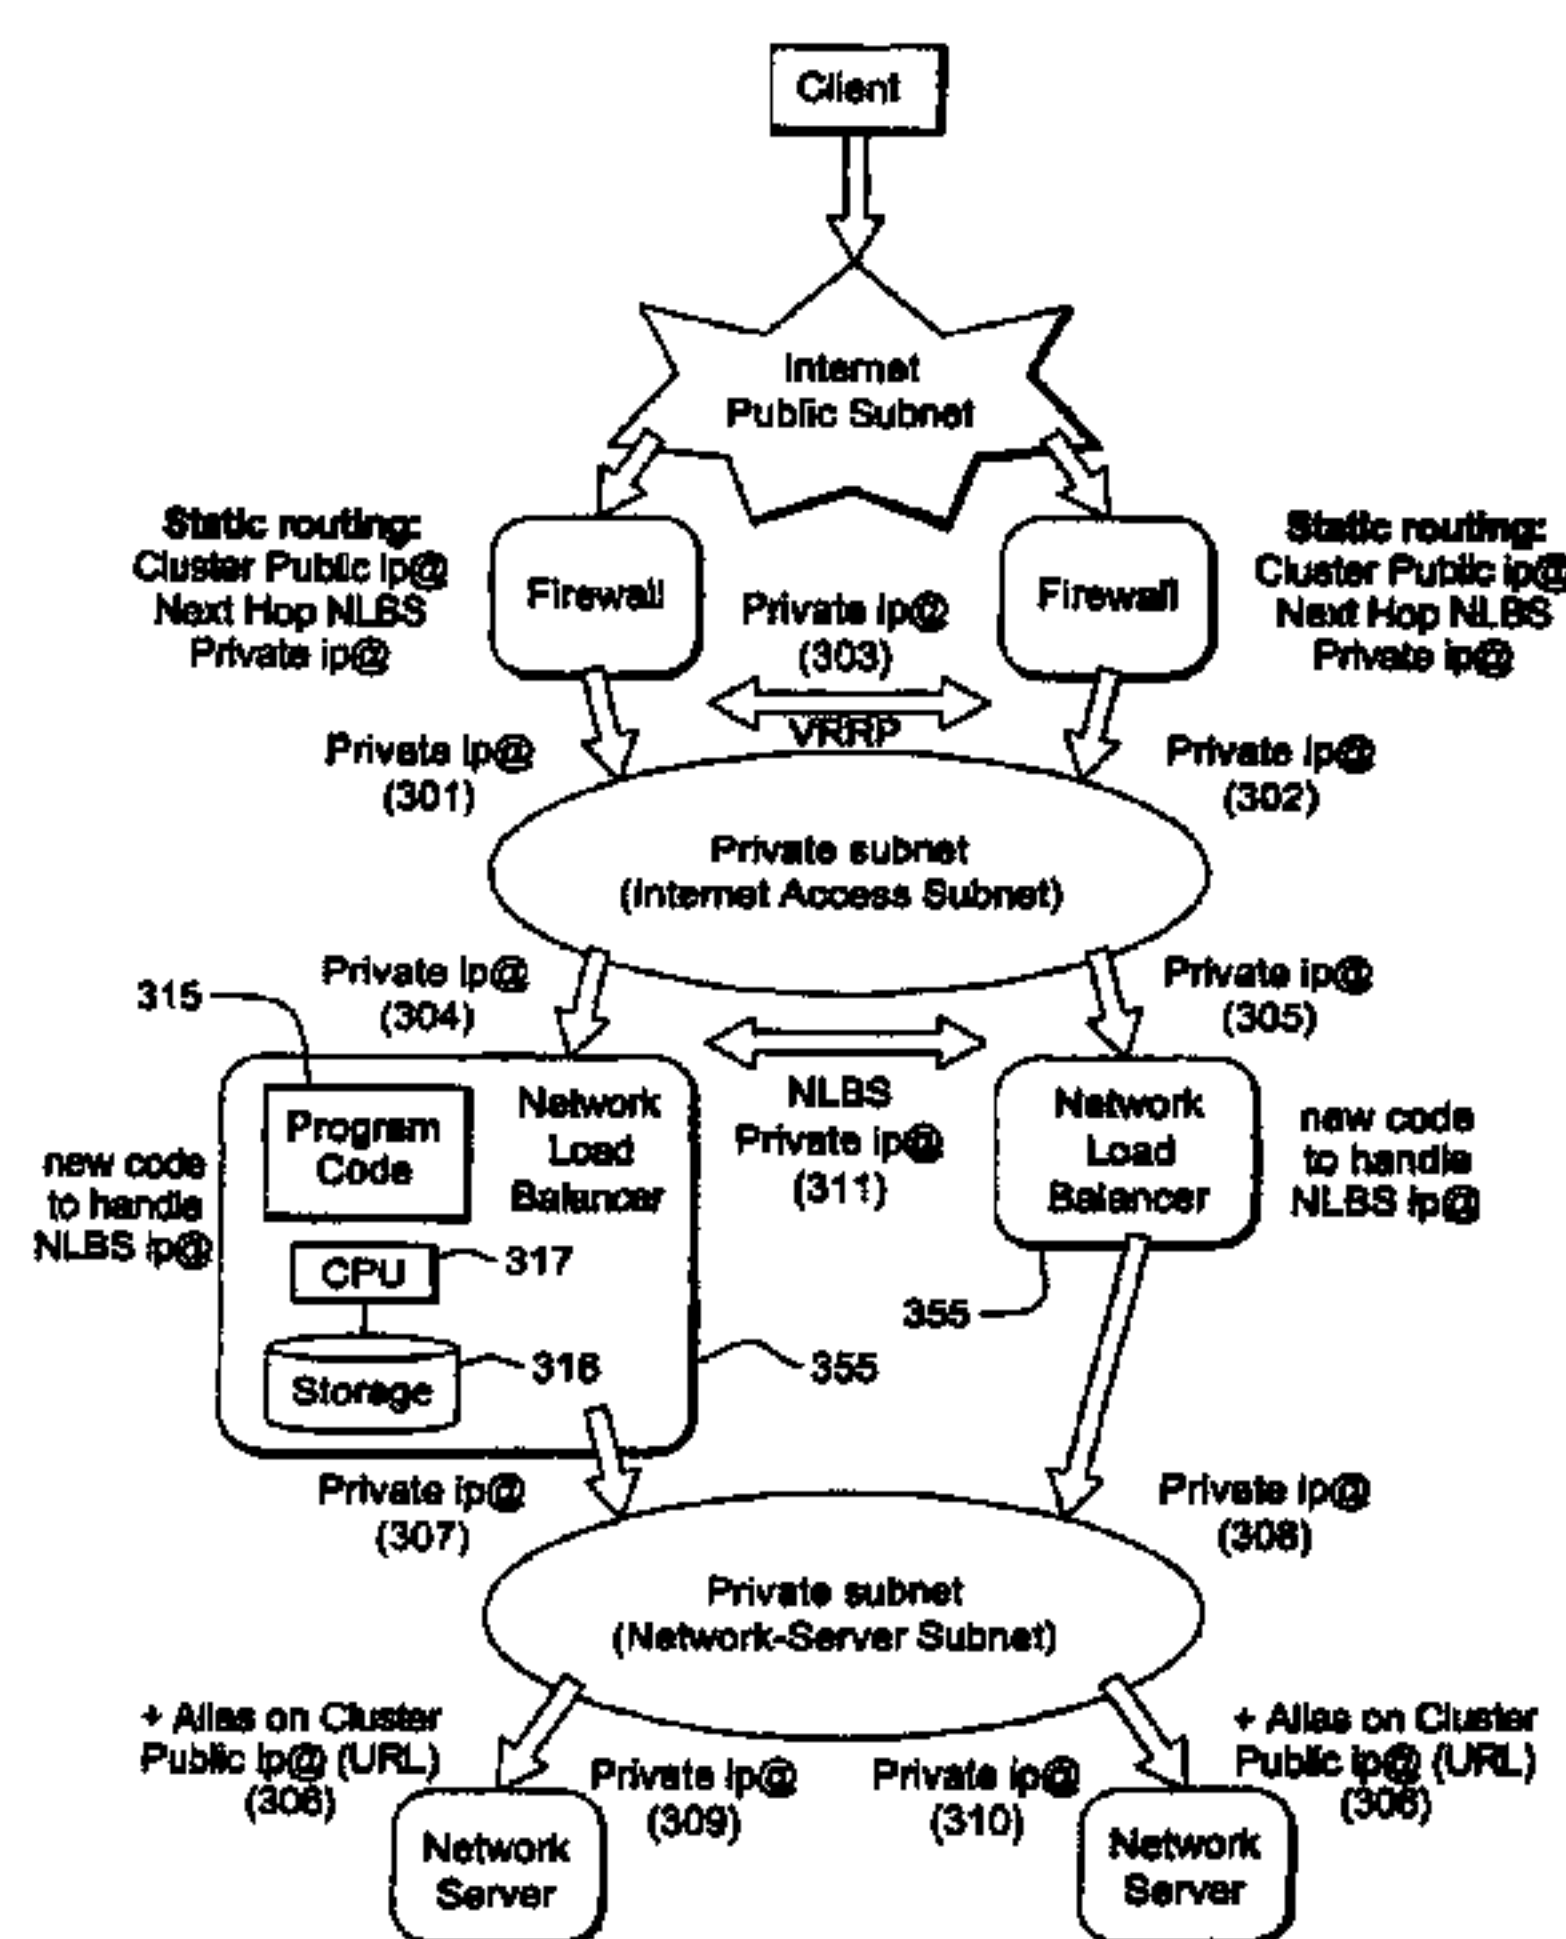 Client
Internet
Public Subnet
Static routing:
Cluster Public ip@
Next Hop NLBS
Private ip@
Firewall
Private ip@
(303)
VRRP
Firewall
Static routing:
Cluster Public ip@
Next Hop NLBS
Private ip@
Private ip@
(301)
Private ip@
(302)
Private subnet
(Internet Access Subnet)
Private ip@
(304)
Private ip@
(305)
315
Program
Code
Network
Load
Balancer
NLBS
Private ip@
(311)
Network
Load
Balancer
new code
to handle
NLBS ip@
new code
to handle
NLBS ip@
CPU
317
355
Storage
316
355
Private ip@
(307)
Private ip@
(308)
Private subnet
(Network-Server Subnet)
+ Alias on Cluster
Public ip@ (URL)
(306)
Private ip@
(309)
Private ip@
(310)
+ Alias on Cluster
Public ip@ (URL)
(306)
Network
Server
Network
Server